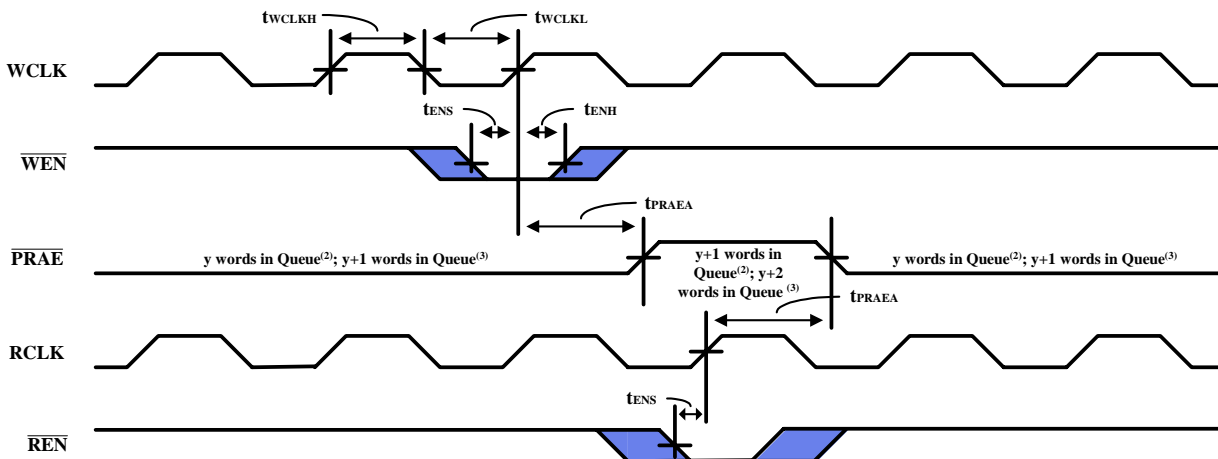 tWCLKH
tWCLKL
WCLK
tENS
tENH
WEN
tPRAEA
PRAE
y words in Queue(2); y+1 words in Queue(3)
y+1 words in
Queue(2); y+2
words in Queue (3)
y words in Queue(2); y+1 words in Queue(3)
tPRAEA
RCLK
tENS
REN